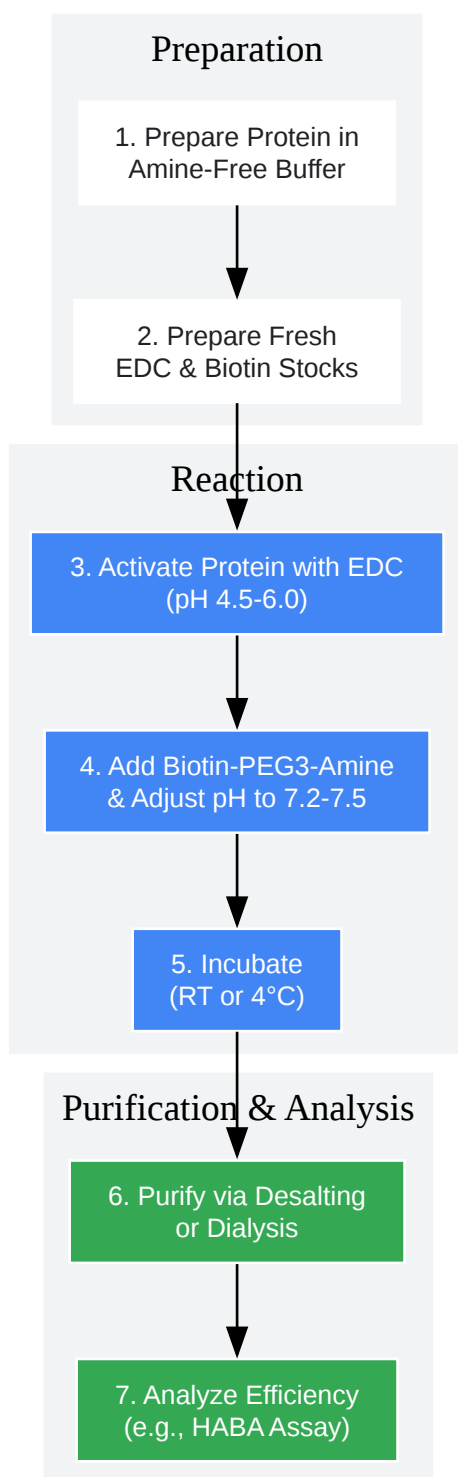 Preparation
1. Prepare Protein in
Amine-Free Buffer
2. Prepare Fresh
EDC & Biotin Stocks
Reaction
3. Activate Protein with EDC
(pH 4.5-6.0)
4. Add Biotin-PEG3-Amine
& Adjust pH to 7.2-7.5
5. Incubate
(RT or 4°C)
Purification & Analysis
6. Purify via Desalting
or Dialysis
7. Analyze Efficiency
(e.g., HABA Assay)